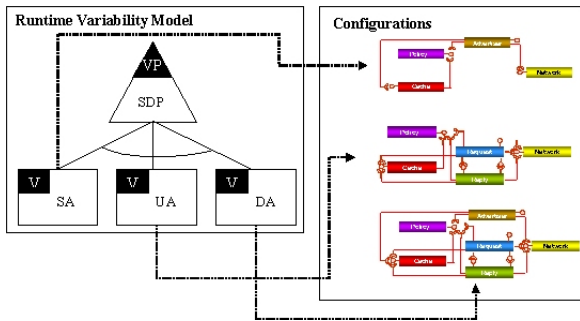 Runtime Variability Model
Configurations
VP
SDP
V
SA
V
UA
V
DA
Advertiser
Policy
Network
Cache
Policy
Request
Network
Cache
Reply
Advertiser
Policy
Request
Network
Cache
Reply